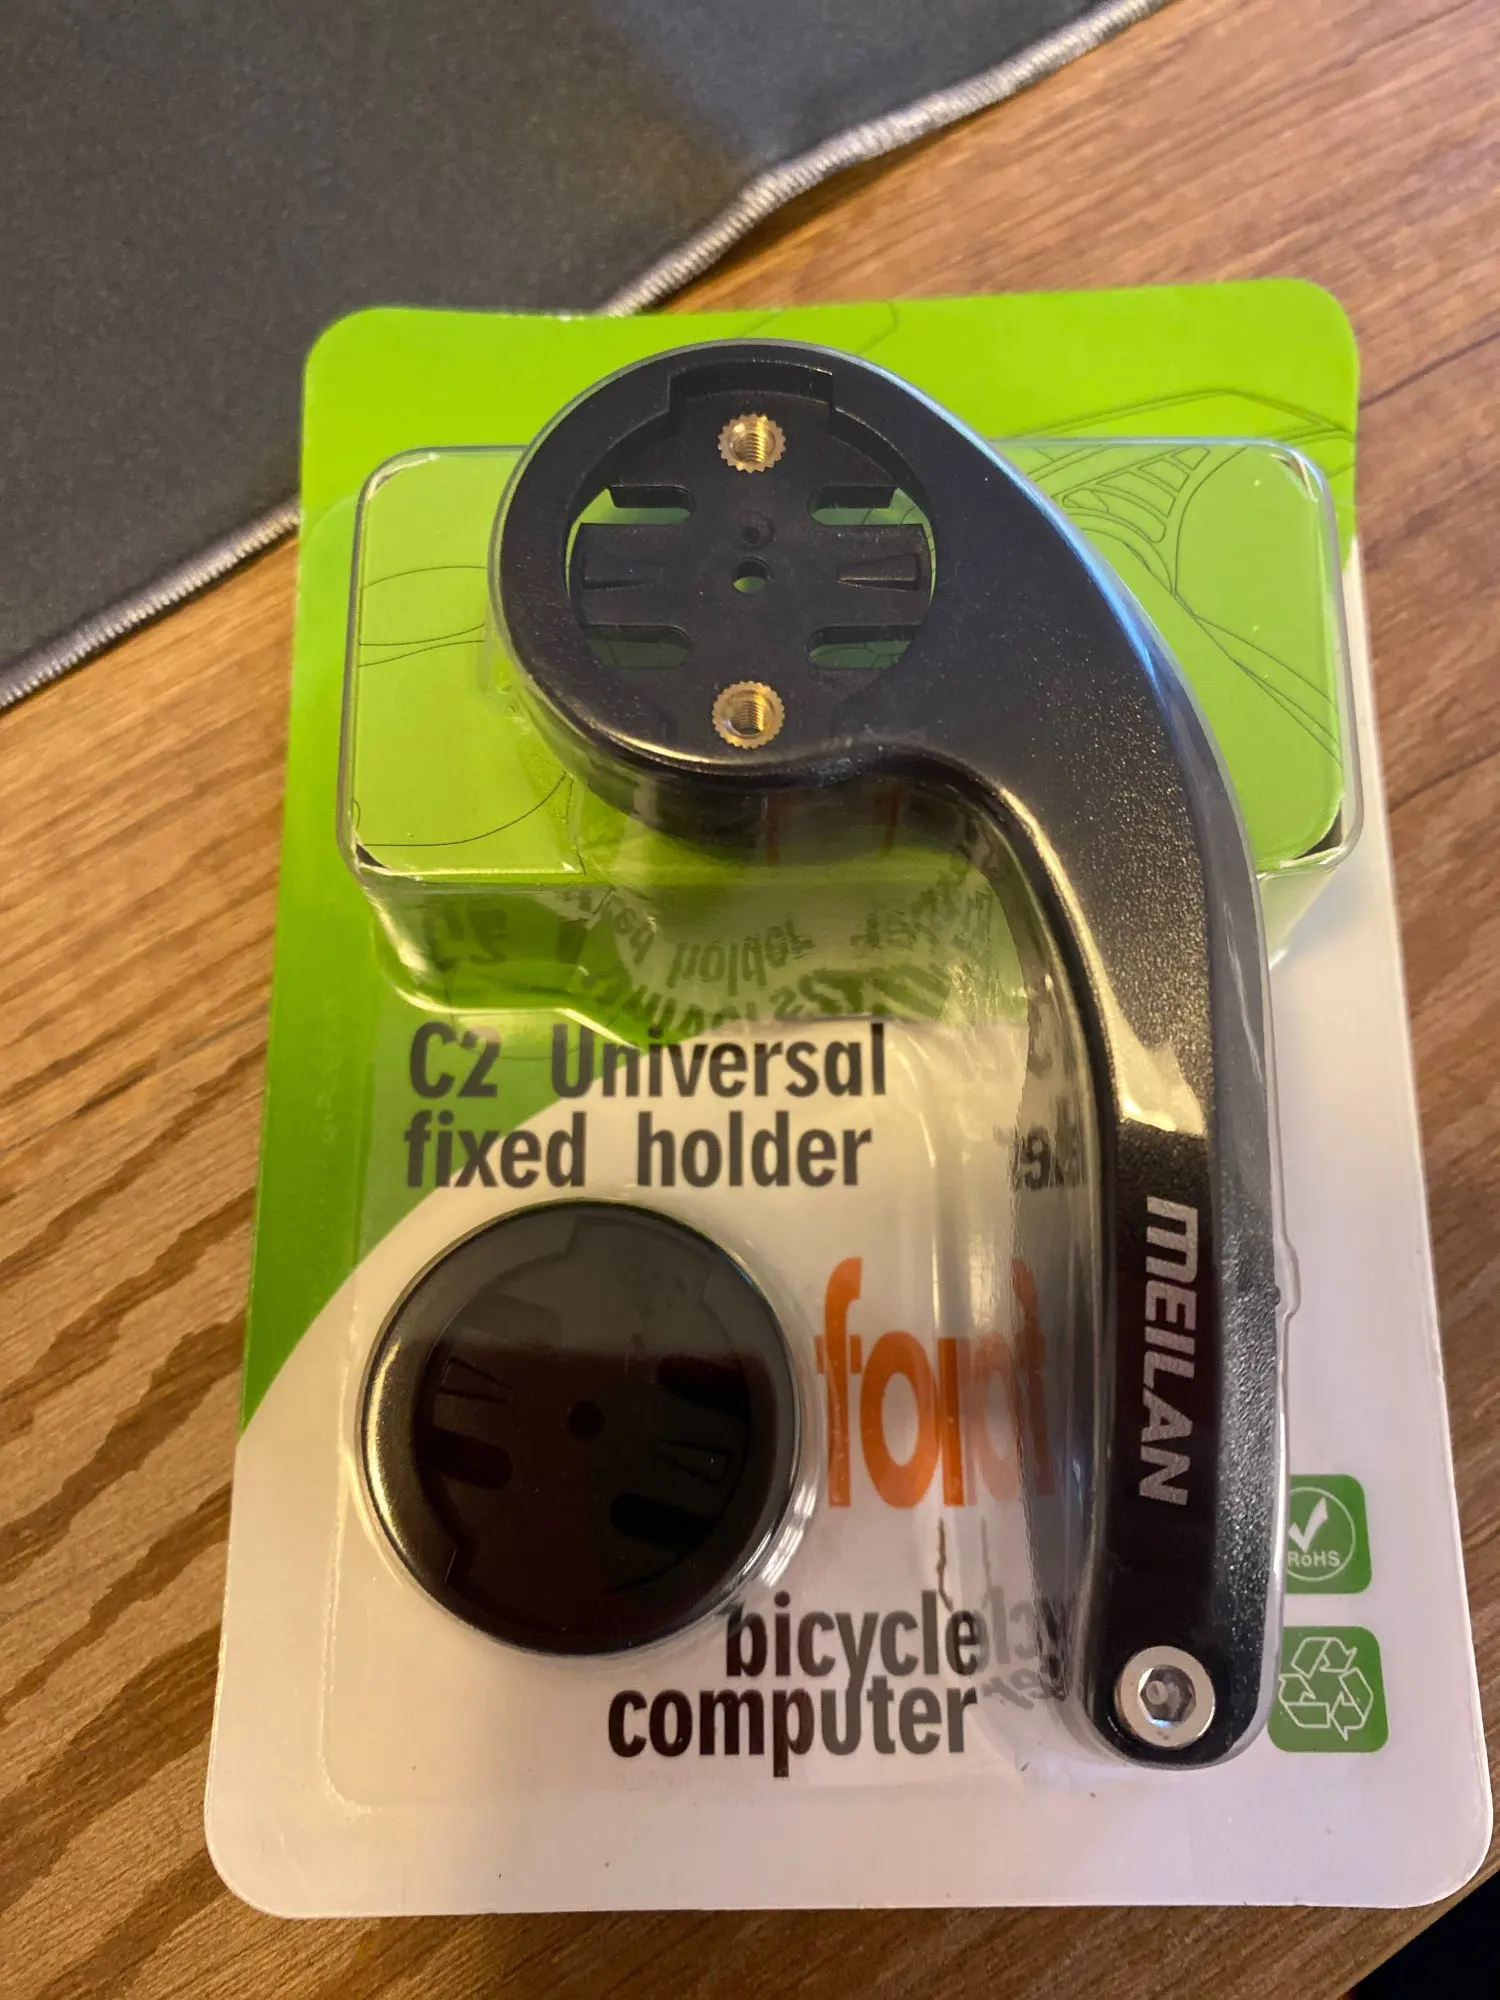 C2 Universal
fixed holder
MEILAN
RoHS
bicycle
computer